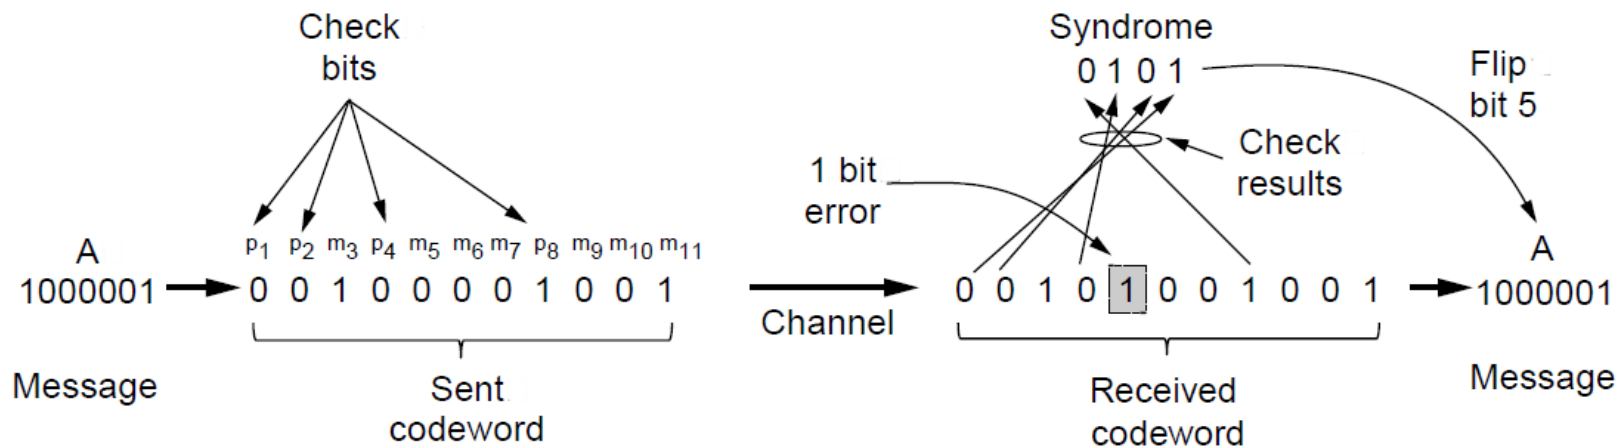 Check
bits
Syndrome
0 1 0 1
Flip
bit 5
Check
results
1 bit
error
A
p1 p2 m3 p4 m5 m6 m7 p8 m9 m10 m11
A
1000001
0 0 1 0 0 0 0 1 0 0 1
0 0 1 0 1 0 0 1 0 0 1
1000001
Channel
Message
Sent
codeword
Received
codeword
Message